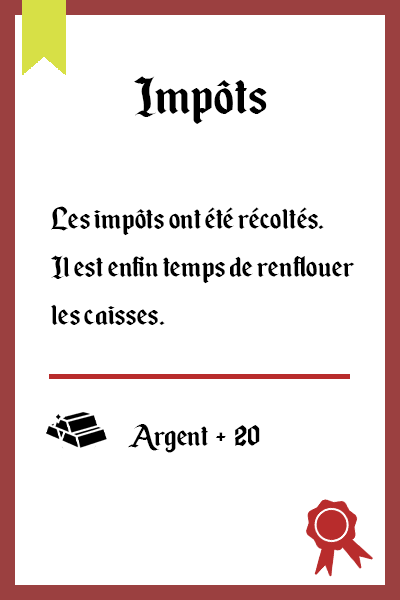 Impôts
Les impôts ont été récoltés.
Il est enfin temps de renflouer
les caisses.
Argent + 20